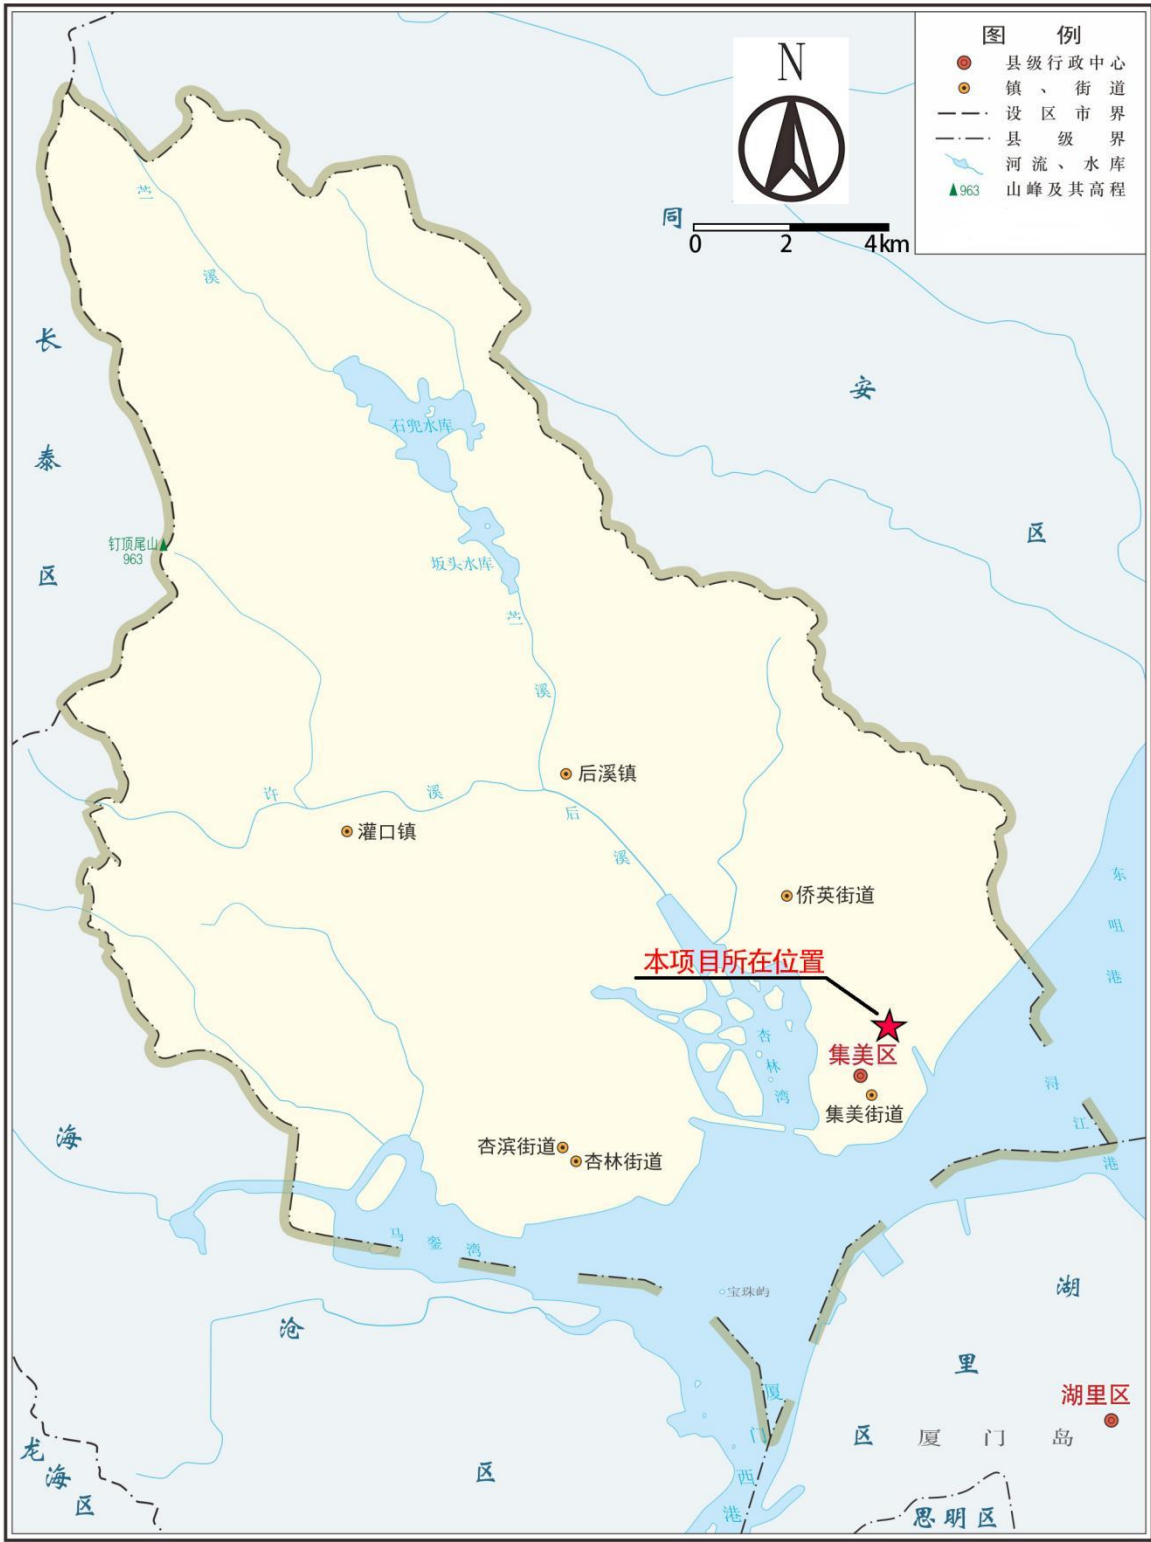 图 例
县级行政中心
镇、街道
设区市界
县级界
河流、水库
963 山峰及其高程
N
0 2 4km
同
安
区
长
泰
区
苎
溪
石兜水库
坂头水库
钉顶尾山
963
苎
溪
后溪镇
许 溪
后
溪
灌口镇
侨英街道
本项目所在位置
东
咀
港
杏
林
湾
集美区
集美街道
浔
江
港
杏滨街道
杏林街道
马銮湾
宝珠屿
海
沧
区
湖
里
区
湖里区
厦门岛
厦
门
西
港
龙
海
区
思明区